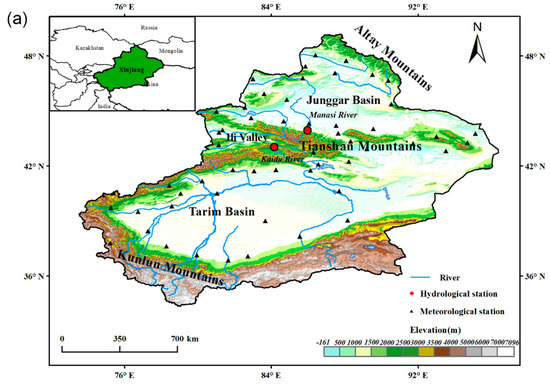 (a)
76°E
84°E
92°E
Russia
Kazakhstan
Mongolia
Xinjiang
India
N
48°N
48°N
Altay Mountains
Junggar Basin
Manasi River
Ili Valley
Tianshan Mountains
Kaidu River
42°N
42°N
Tarim Basin
Kunlun Mountains
36°N
36°N
River
Hydrological station
Meteorological station
Elevation(m)
0 350 700 km
-161 500 1000 1500 2000 2500 3000 3500 4000 5000 6000 7000 7096
76°E
84°E
92°E